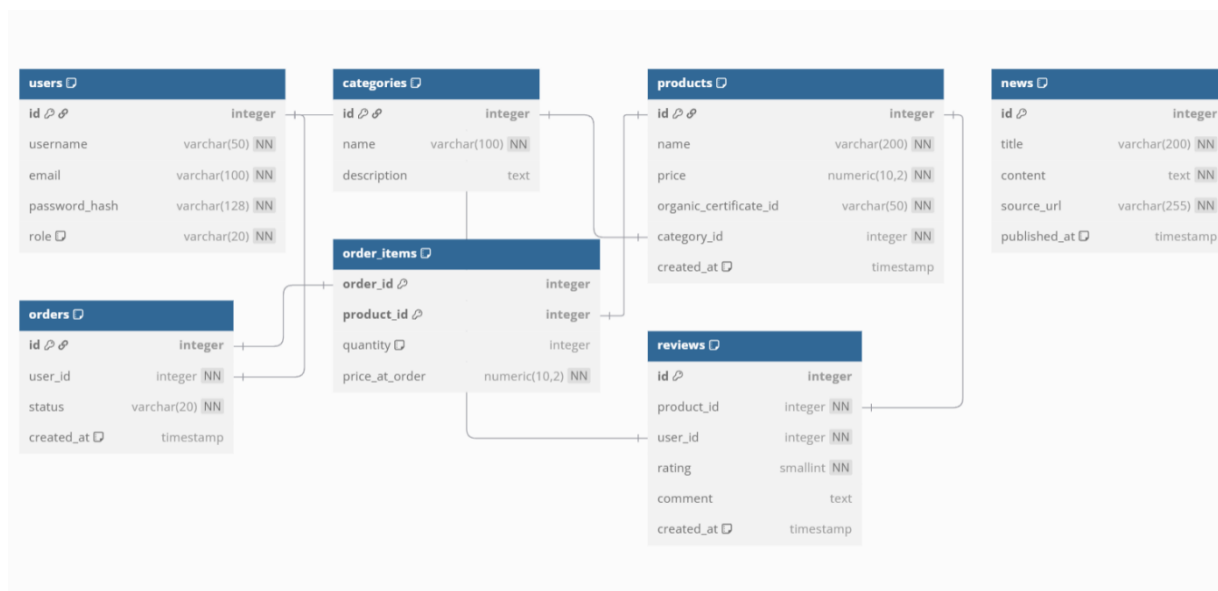 users
id integer
username varchar(50) NN
email varchar(100) NN
password_hash varchar(128) NN
role varchar(20) NN
orders
id integer
user_id integer NN
status varchar(20) NN
created_at timestamp
categories
id integer
name varchar(100) NN
description text
order_items
order_id integer
product_id integer
quantity integer
price_at_order numeric(10,2) NN
products
id integer
name varchar(200) NN
price numeric(10,2) NN
organic_certificate_id varchar(50) NN
category_id integer NN
created_at timestamp
reviews
id integer
product_id integer NN
user_id integer NN
rating smallint NN
comment text
created_at timestamp
news
id integer
title varchar(200) NN
content text NN
source_url varchar(255) NN
published_at timestamp